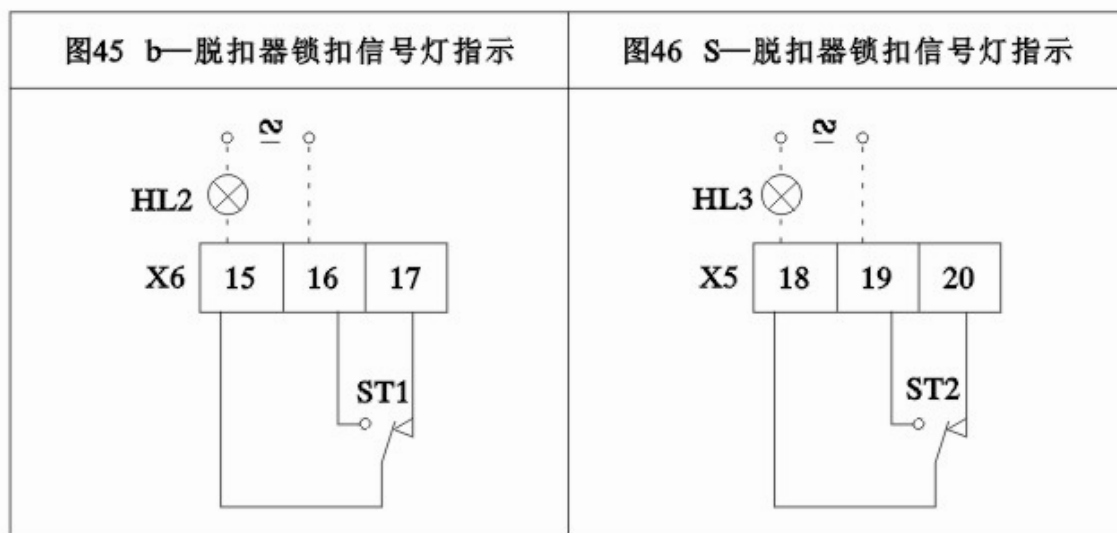 图45 b—脱扣器锁扣信号灯指示
图46 S—脱扣器锁扣信号灯指示
HL2
X6 15 16 17
ST1
HL3
X5 18 19 20
ST2